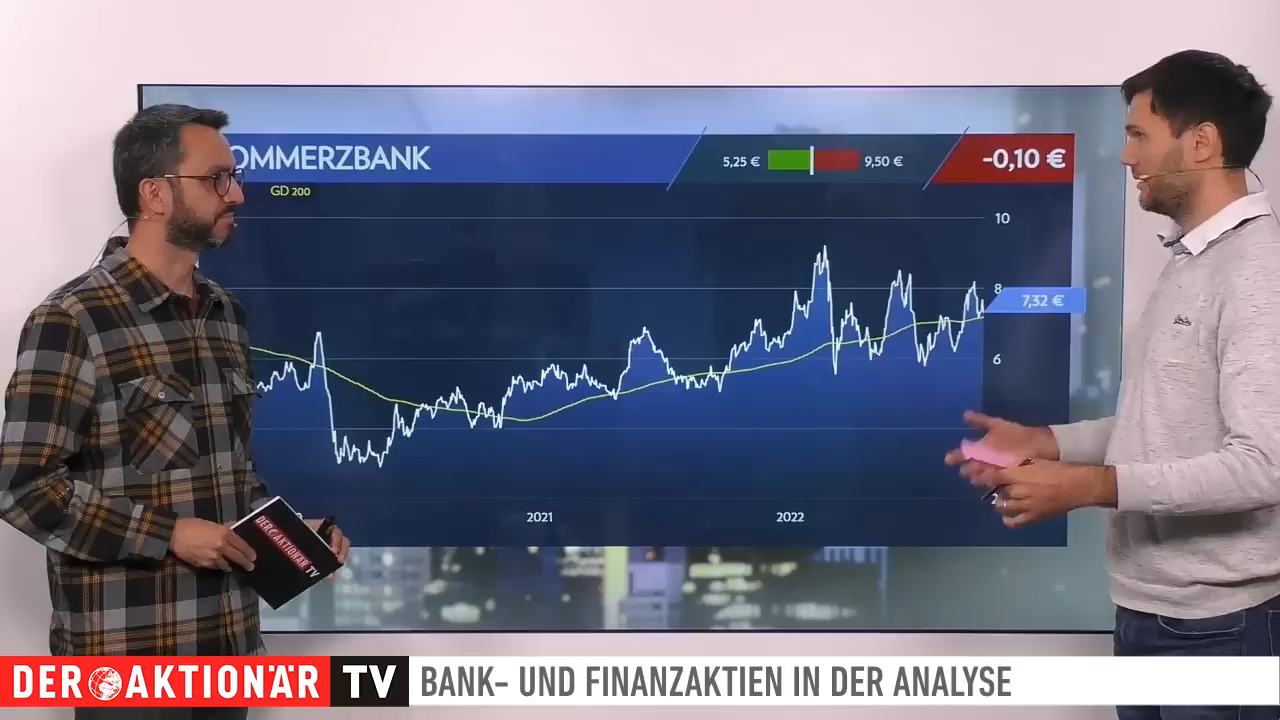 OMMERZBANK
5,25 €
9,50 €
-0,10 €
GD 200
10
8
7,32 €
6
2021
2022
DER AKTIONÄR TV
DER AKTIONÄR TV
BANK- UND FINANZAKTIEN IN DER ANALYSE